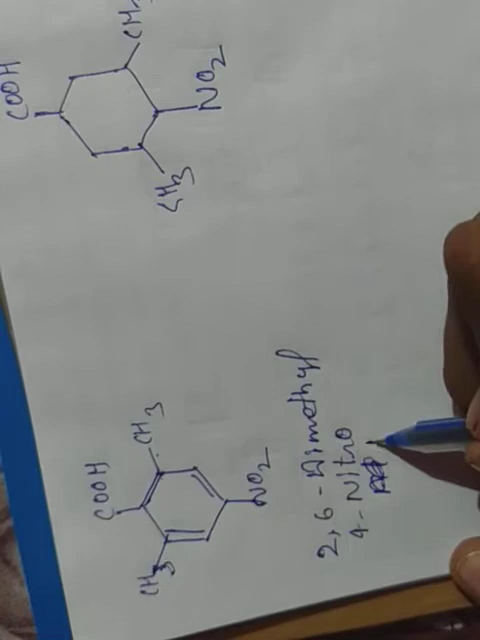 COOH
CH3
NO2
CH3
COOH
CH3
CH3
NO2
2,6-Dimethyl
4-Nitro